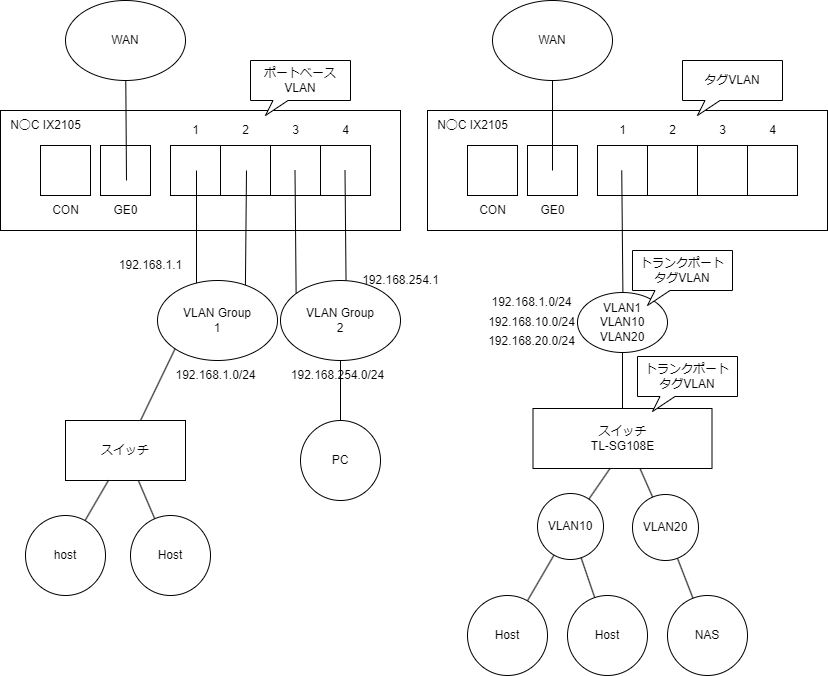 WAN
ポートベース
VLAN
N〇C IX2105
1
2
3
4
CON
GE0
192.168.1.1
192.168.254.1
VLAN Group
1
VLAN Group
2
192.168.1.0/24
192.168.254.0/24
スイッチ
PC
host
Host
WAN
タグVLAN
N〇C IX2105
1
2
3
4
CON
GE0
トランクポート
タグVLAN
192.168.1.0/24
192.168.10.0/24
192.168.20.0/24
VLAN1
VLAN10
VLAN20
トランクポート
タグVLAN
スイッチ
TL-SG108E
VLAN10
VLAN20
Host
Host
NAS